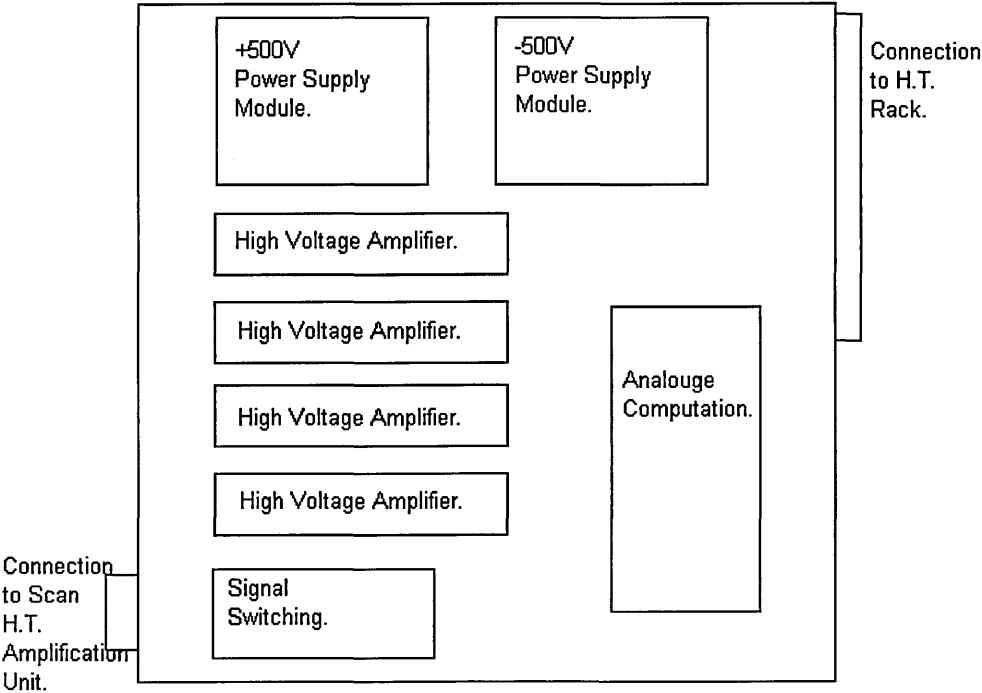 +500V
Power Supply
Module.
-500V
Power Supply
Module.
Connection
to H.T.
Rack.
High Voltage Amplifier.
High Voltage Amplifier.
High Voltage Amplifier.
High Voltage Amplifier.
Analouge
Computation.
Connection
to Scan
H.T.
Amplification
Unit.
Signal
Switching.